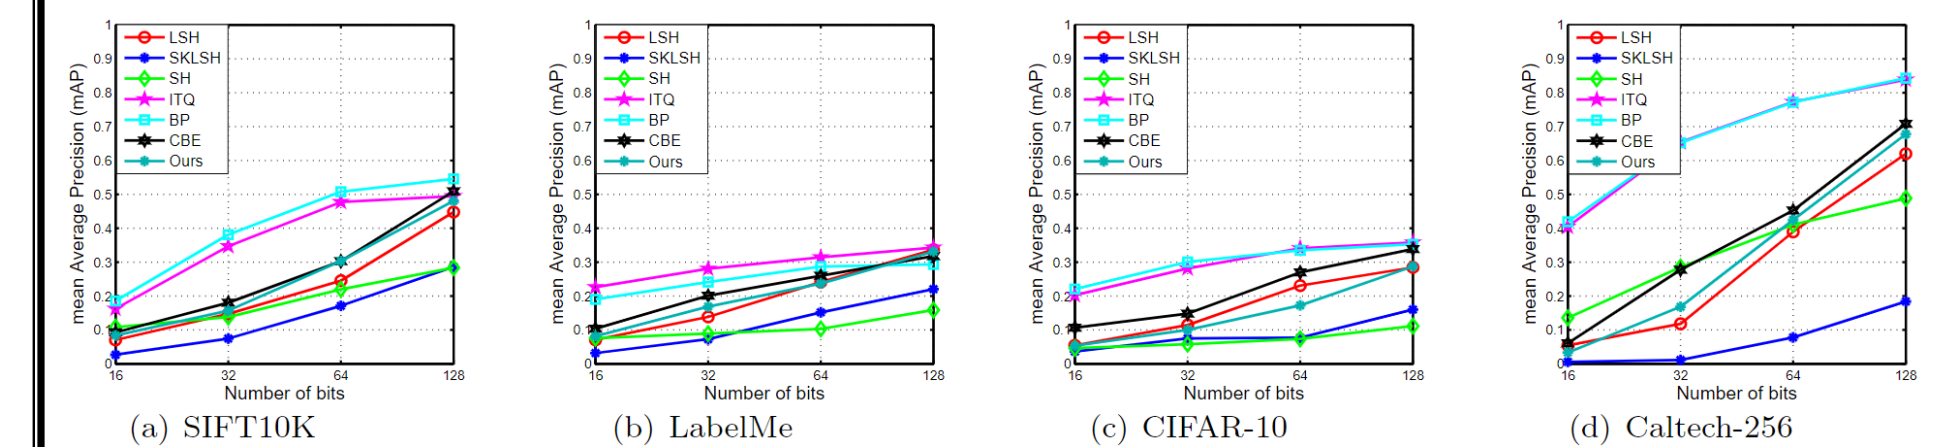 1
0.9
0.8
0.7
0.6
0.5
0.4
0.3
0.2
0.1
0
16 32 64 128
mean Average Precision (mAP)
Number of bits
LSH
SKLSH
SH
ITQ
BP
CBE
Ours
(a) SIFT10K
1
0.9
0.8
0.7
0.6
0.5
0.4
0.3
0.2
0.1
0
16 32 64 128
mean Average Precision (mAP)
Number of bits
LSH
SKLSH
SH
ITQ
BP
CBE
Ours
(b) LabelMe
1
0.9
0.8
0.7
0.6
0.5
0.4
0.3
0.2
0.1
0
16 32 64 128
mean Average Precision (mAP)
Number of bits
LSH
SKLSH
SH
ITQ
BP
CBE
Ours
(c) CIFAR-10
1
0.9
0.8
0.7
0.6
0.5
0.4
0.3
0.2
0.1
0
16 32 64 128
mean Average Precision (mAP)
Number of bits
LSH
SKLSH
SH
ITQ
BP
CBE
Ours
(d) Caltech-256